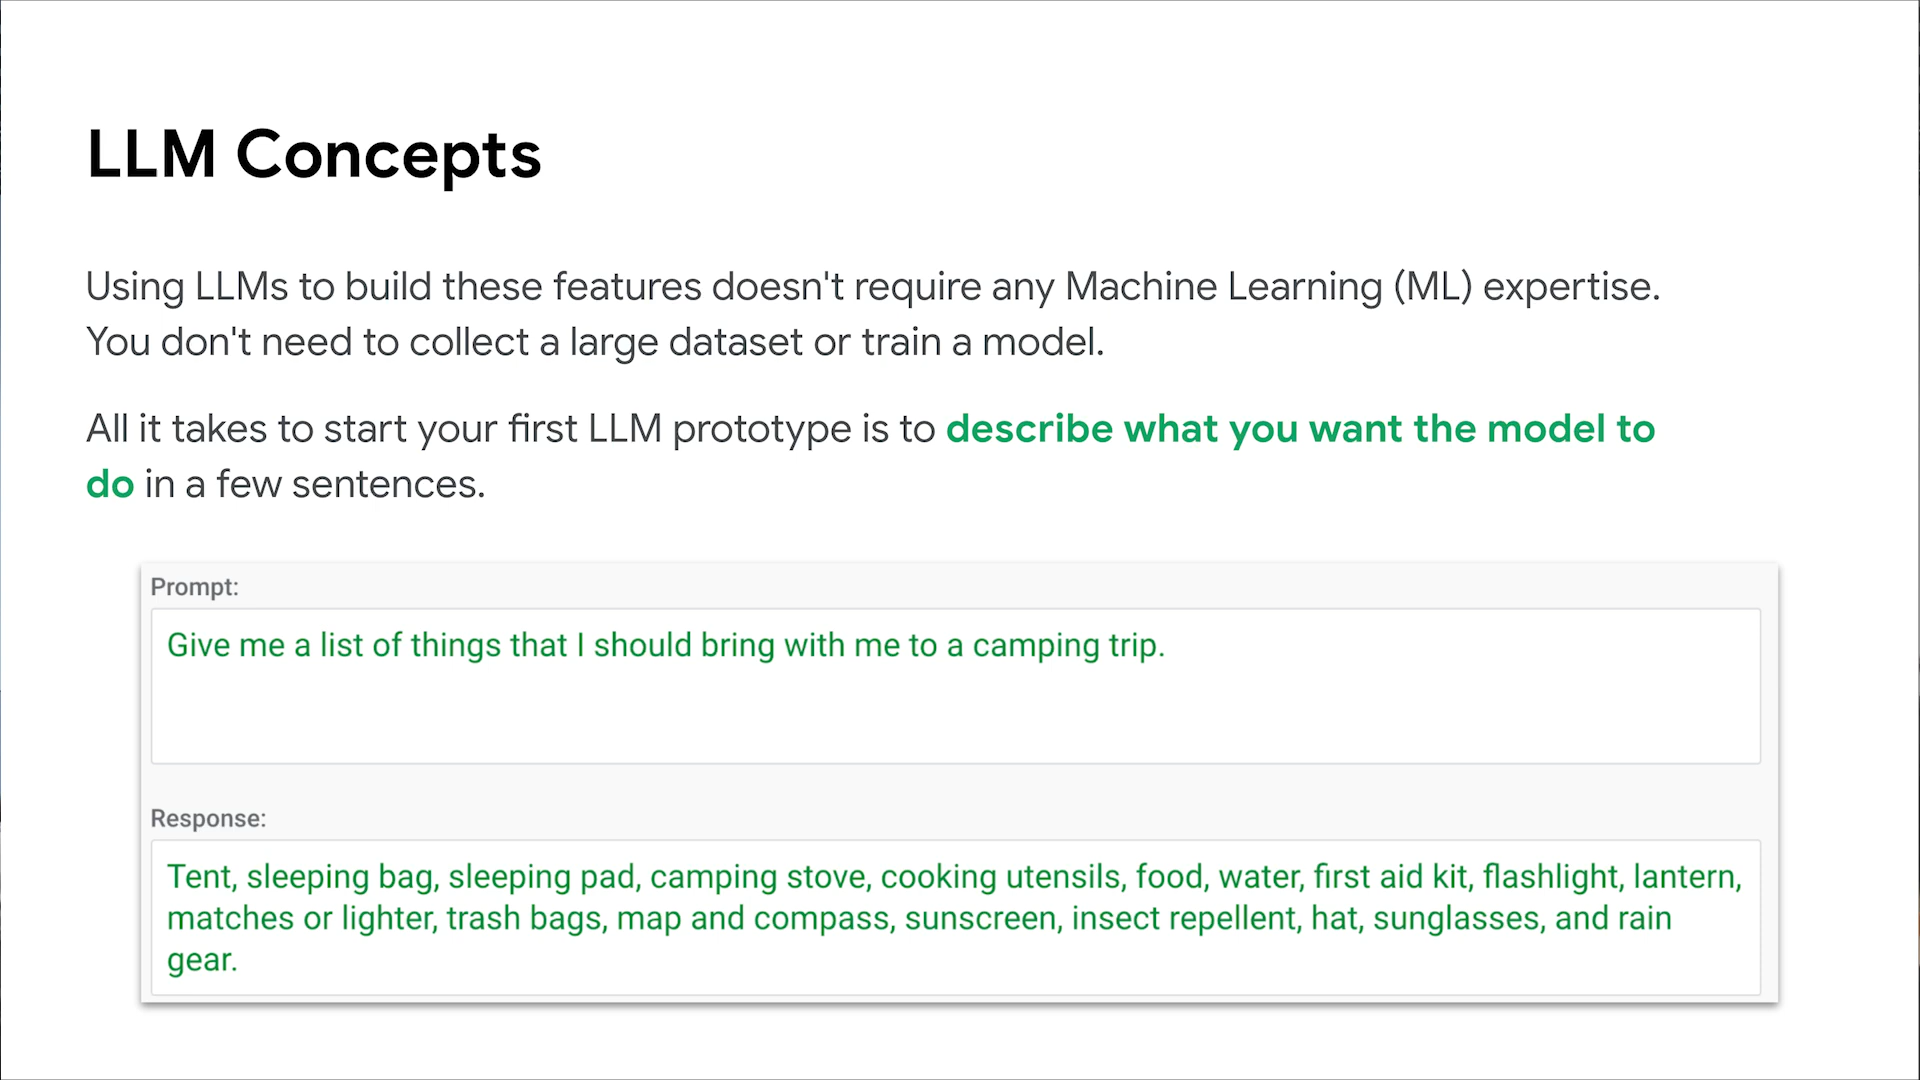 LLM Concepts
Using LLMs to build these features doesn't require any Machine Learning (ML) expertise.
You don't need to collect a large dataset or train a model.
All it takes to start your first LLM prototype is to describe what you want the model to
do in a few sentences.
Prompt:
Give me a list of things that I should bring with me to a camping trip.
Response:
Tent, sleeping bag, sleeping pad, camping stove, cooking utensils, food, water, first aid kit, flashlight, lantern,
matches or lighter, trash bags, map and compass, sunscreen, insect repellent, hat, sunglasses, and rain
gear.